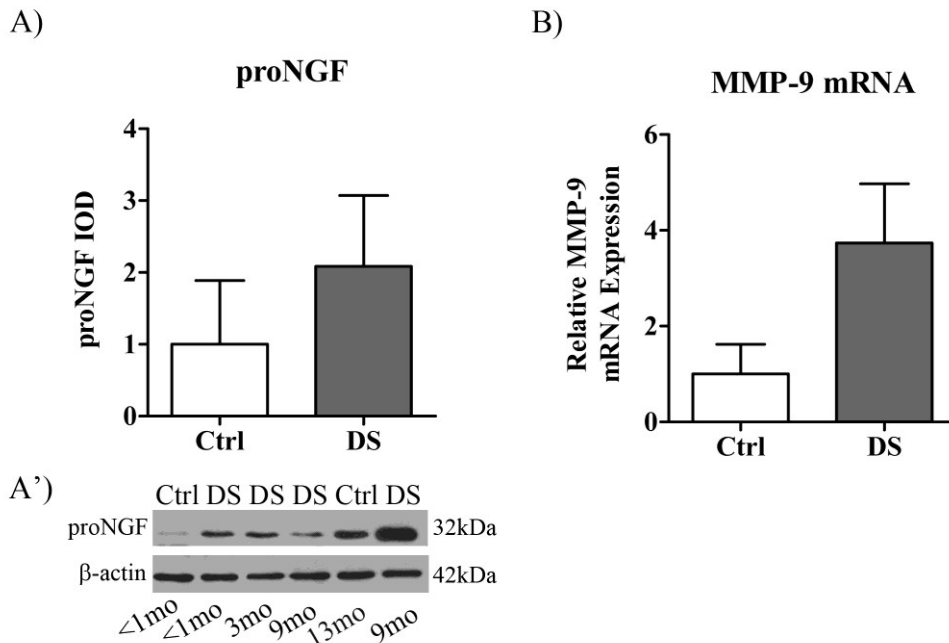 A)
proNGF
proNGF IOD
4
3
2
1
0
Ctrl
DS
B)
MMP-9 mRNA
Relative MMP-9
mRNA Expression
6
4
2
0
Ctrl
DS
A')
Ctrl DS DS DS Ctrl DS
proNGF
32kDa
β-actin
42kDa
<1mo <1mo 3mo 9mo 13mo 9mo